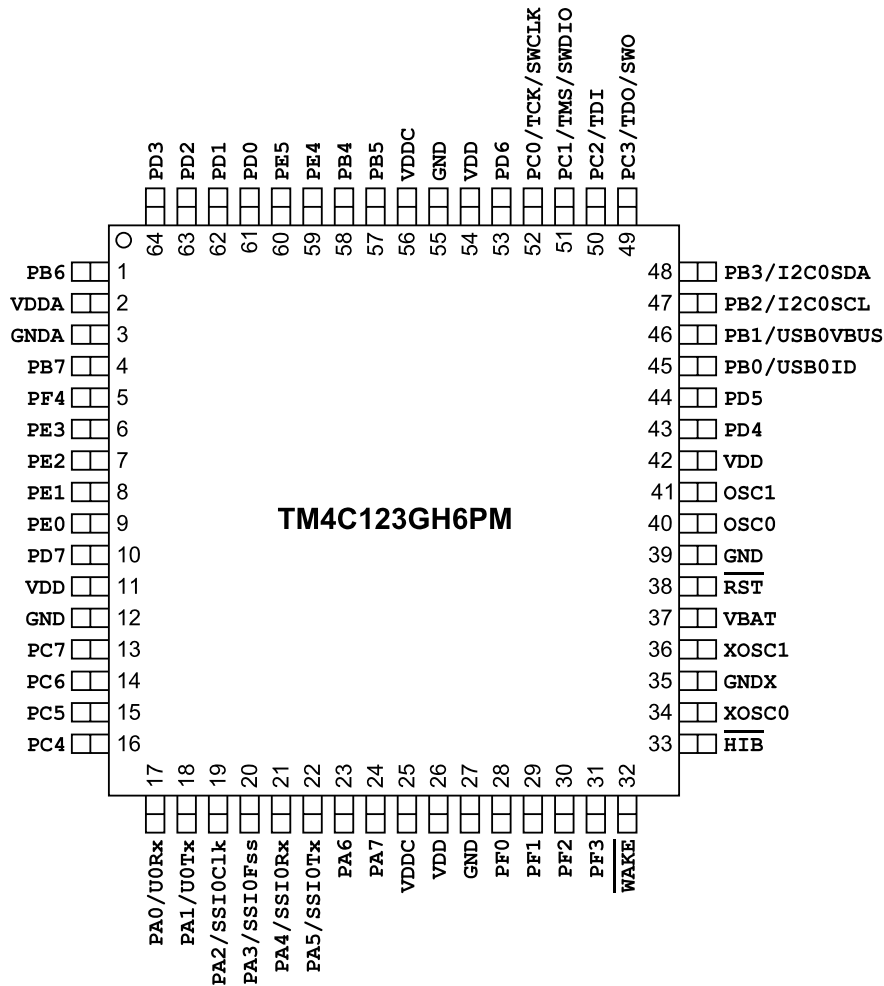 PD3
PD2
PD1
PD0
PE5
PE4
PB4
PB5
VDDC
GND
VDD
PD6
PC0/TCK/SWCLK
PC1/TMS/SWDIO
PC2/TDI
PC3/TDO/SWO
64
63
62
61
60
59
58
57
56
55
54
53
52
51
50
49
PB6 1
VDDA 2
GNDA 3
PB7 4
PF4 5
PE3 6
PE2 7
PE1 8
PE0 9
PD7 10
VDD 11
GND 12
PC7 13
PC6 14
PC5 15
PC4 16
TM4C123GH6PM
48 PB3/I2C0SDA
47 PB2/I2C0SCL
46 PB1/USB0VBUS
45 PB0/USB0ID
44 PD5
43 PD4
42 VDD
41 OSC1
40 OSC0
39 GND
38 RST
37 VBAT
36 XOSC1
35 GNDX
34 XOSC0
33 HIB
17
18
19
20
21
22
23
24
25
26
27
28
29
30
31
32
PA0/U0Rx
PA1/U0Tx
PA2/SSI0Clk
PA3/SSI0Fss
PA4/SSI0Rx
PA5/SSI0Tx
PA6
PA7
VDDC
VDD
GND
PF0
PF1
PF2
PF3
WAKE